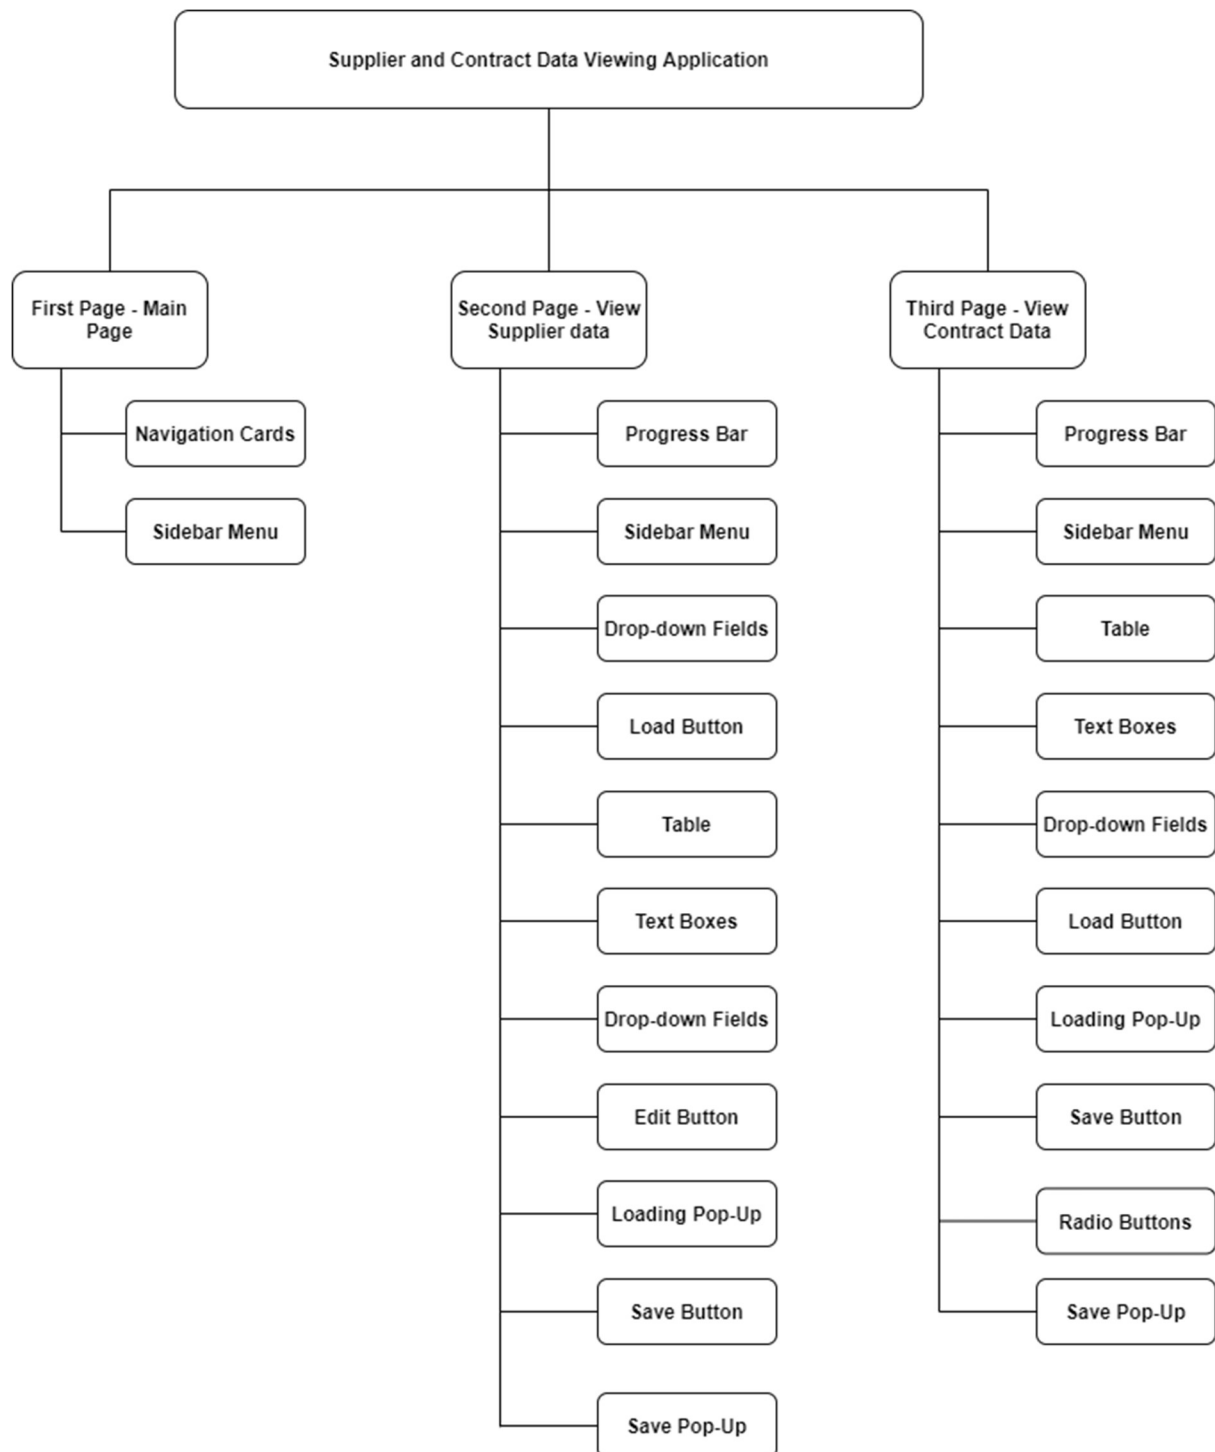 Supplier and Contract Data Viewing Application
First Page - Main
Page
Navigation Cards
Sidebar Menu
Second Page - View
Supplier data
Progress Bar
Sidebar Menu
Drop-down Fields
Load Button
Table
Text Boxes
Drop-down Fields
Edit Button
Loading Pop-Up
Save Button
Save Pop-Up
Third Page - View
Contract Data
Progress Bar
Sidebar Menu
Table
Text Boxes
Drop-down Fields
Load Button
Loading Pop-Up
Save Button
Radio Buttons
Save Pop-Up